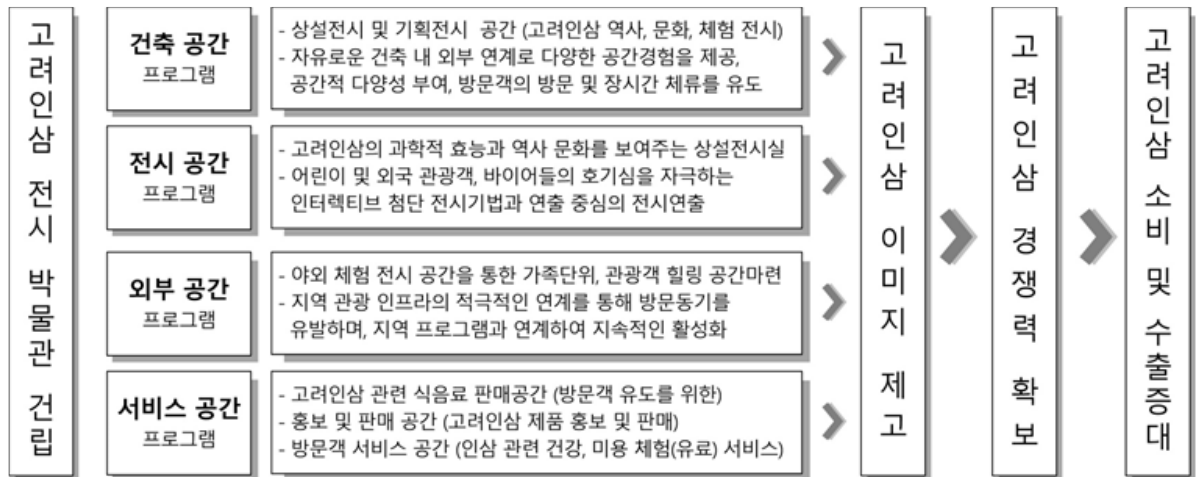 고려인삼 전시 박물관 건립
건축 공간
프로그램
- 상설전시 및 기획전시 공간 (고려인삼 역사, 문화, 체험 전시)
- 자유로운 건축 내 외부 연계로 다양한 공간경험을 제공,
공간적 다양성 부여, 방문객의 방문 및 장시간 체류를 유도
전시 공간
프로그램
- 고려인삼의 과학적 효능과 역사 문화를 보여주는 상설전시실
- 어린이 및 외국 관광객, 바이어들의 호기심을 자극하는
인터렉티브 첨단 전시기법과 연출 중심의 전시연출
외부 공간
프로그램
- 야외 체험 전시 공간을 통한 가족단위, 관광객 힐링 공간마련
- 지역 관광 인프라의 적극적인 연계를 통해 방문동기를
유발하며, 지역 프로그램과 연계하여 지속적인 활성화
서비스 공간
프로그램
- 고려인삼 관련 식음료 판매공간 (방문객 유도를 위한)
- 홍보 및 판매 공간 (고려인삼 제품 홍보 및 판매)
- 방문객 서비스 공간 (인삼 관련 건강, 미용 체험(유료) 서비스)
고려인삼 이미지 제고
고려인삼 경쟁력 확보
고려인삼 소비 및 수출증대